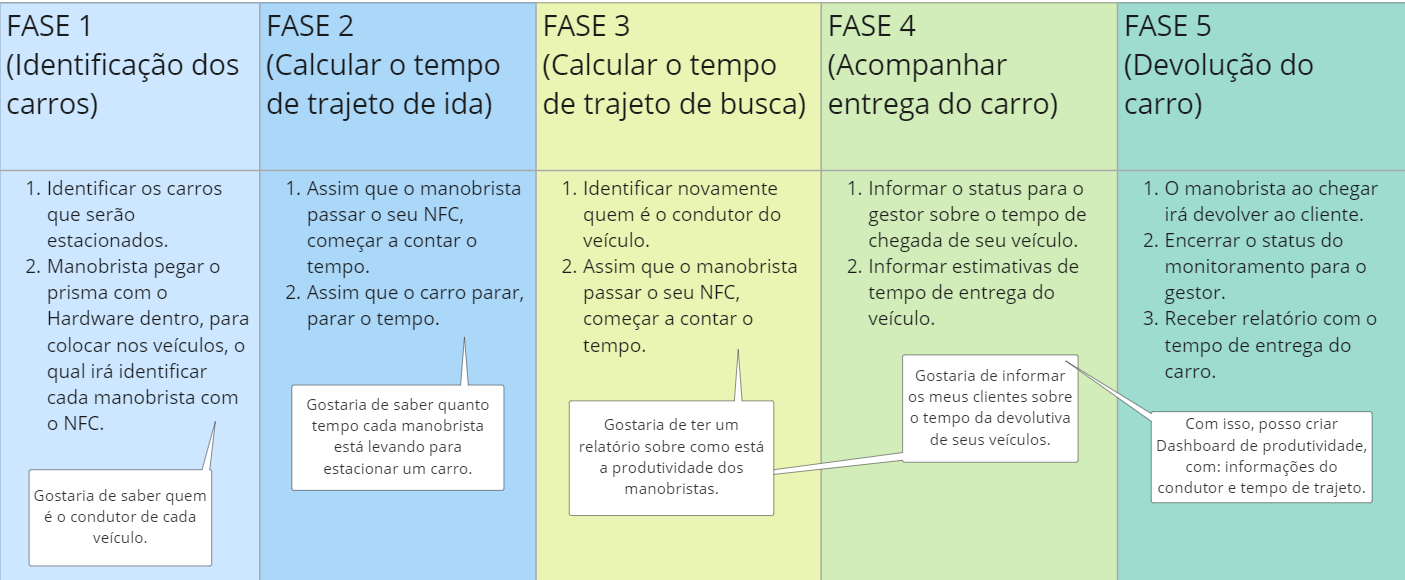 FASE 1
(Identificação dos
carros)
FASE 2
(Calcular o tempo
de trajeto de ida)
FASE 3
(Calcular o tempo
de trajeto de busca)
FASE 4
(Acompanhar
entrega do carro)
FASE 5
(Devolução do
carro)
1. Identificar os carros
que serão
estacionados.
2. Manobrista pegar o
prisma com o
Hardware dentro, para
colocar nos veículos, o
qual irá identificar
cada manobrista com
o NFC.
Gostaria de saber quem
é o condutor de cada
veículo.
1. Assim que o manobrista
passar o seu NFC,
começar a contar o
tempo.
2. Assim que o carro parar,
parar o tempo.
Gostaria de saber quanto
tempo cada manobrista
está levando para
estacionar um carro.
1. Identificar novamente
quem é o condutor do
veículo.
2. Assim que o manobrista
passar o seu NFC,
começar a contar o
tempo.
Gostaria de ter um
relatório sobre como está
a produtividade dos
manobristas.
1. Informar o status para o
gestor sobre o tempo de
chegada de seu veículo.
2. Informar estimativas de
tempo de entrega do
veículo.
Gostaria de informar
os meus clientes sobre
o tempo da devolutiva
de seus veículos.
1. O manobrista ao chegar
irá devolver ao cliente.
2. Encerrar o status do
monitoramento para o
gestor.
3. Receber relatório com o
tempo de entrega do
carro.
Com isso, posso criar
Dashboard de produtividade,
com: informações do
condutor e tempo de trajeto.